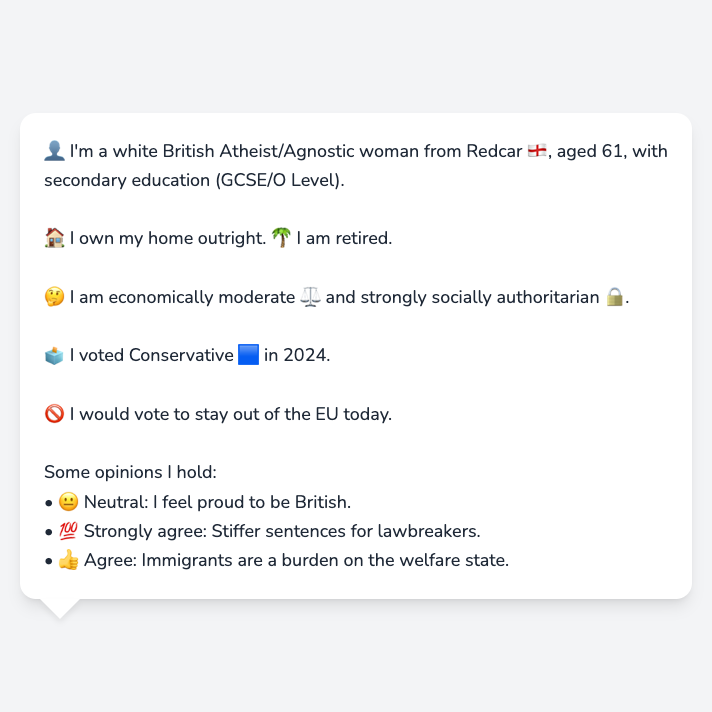 👤 I'm a white British Atheist/Agnostic woman from Redcar 🏴󠁧󠁢󠁥󠁮󠁧󠁿, aged 61, with
secondary education (GCSE/O Level).
🏠 I own my home outright. 🌴 I am retired.
🤔 I am economically moderate ⚖️ and strongly socially authoritarian 🔒.
🗳️ I voted Conservative 🟦 in 2024.
🚫 I would vote to stay out of the EU today.
Some opinions I hold:
• 😐 Neutral: I feel proud to be British.
• 💯 Strongly agree: Stiffer sentences for lawbreakers.
• 👍 Agree: Immigrants are a burden on the welfare state.